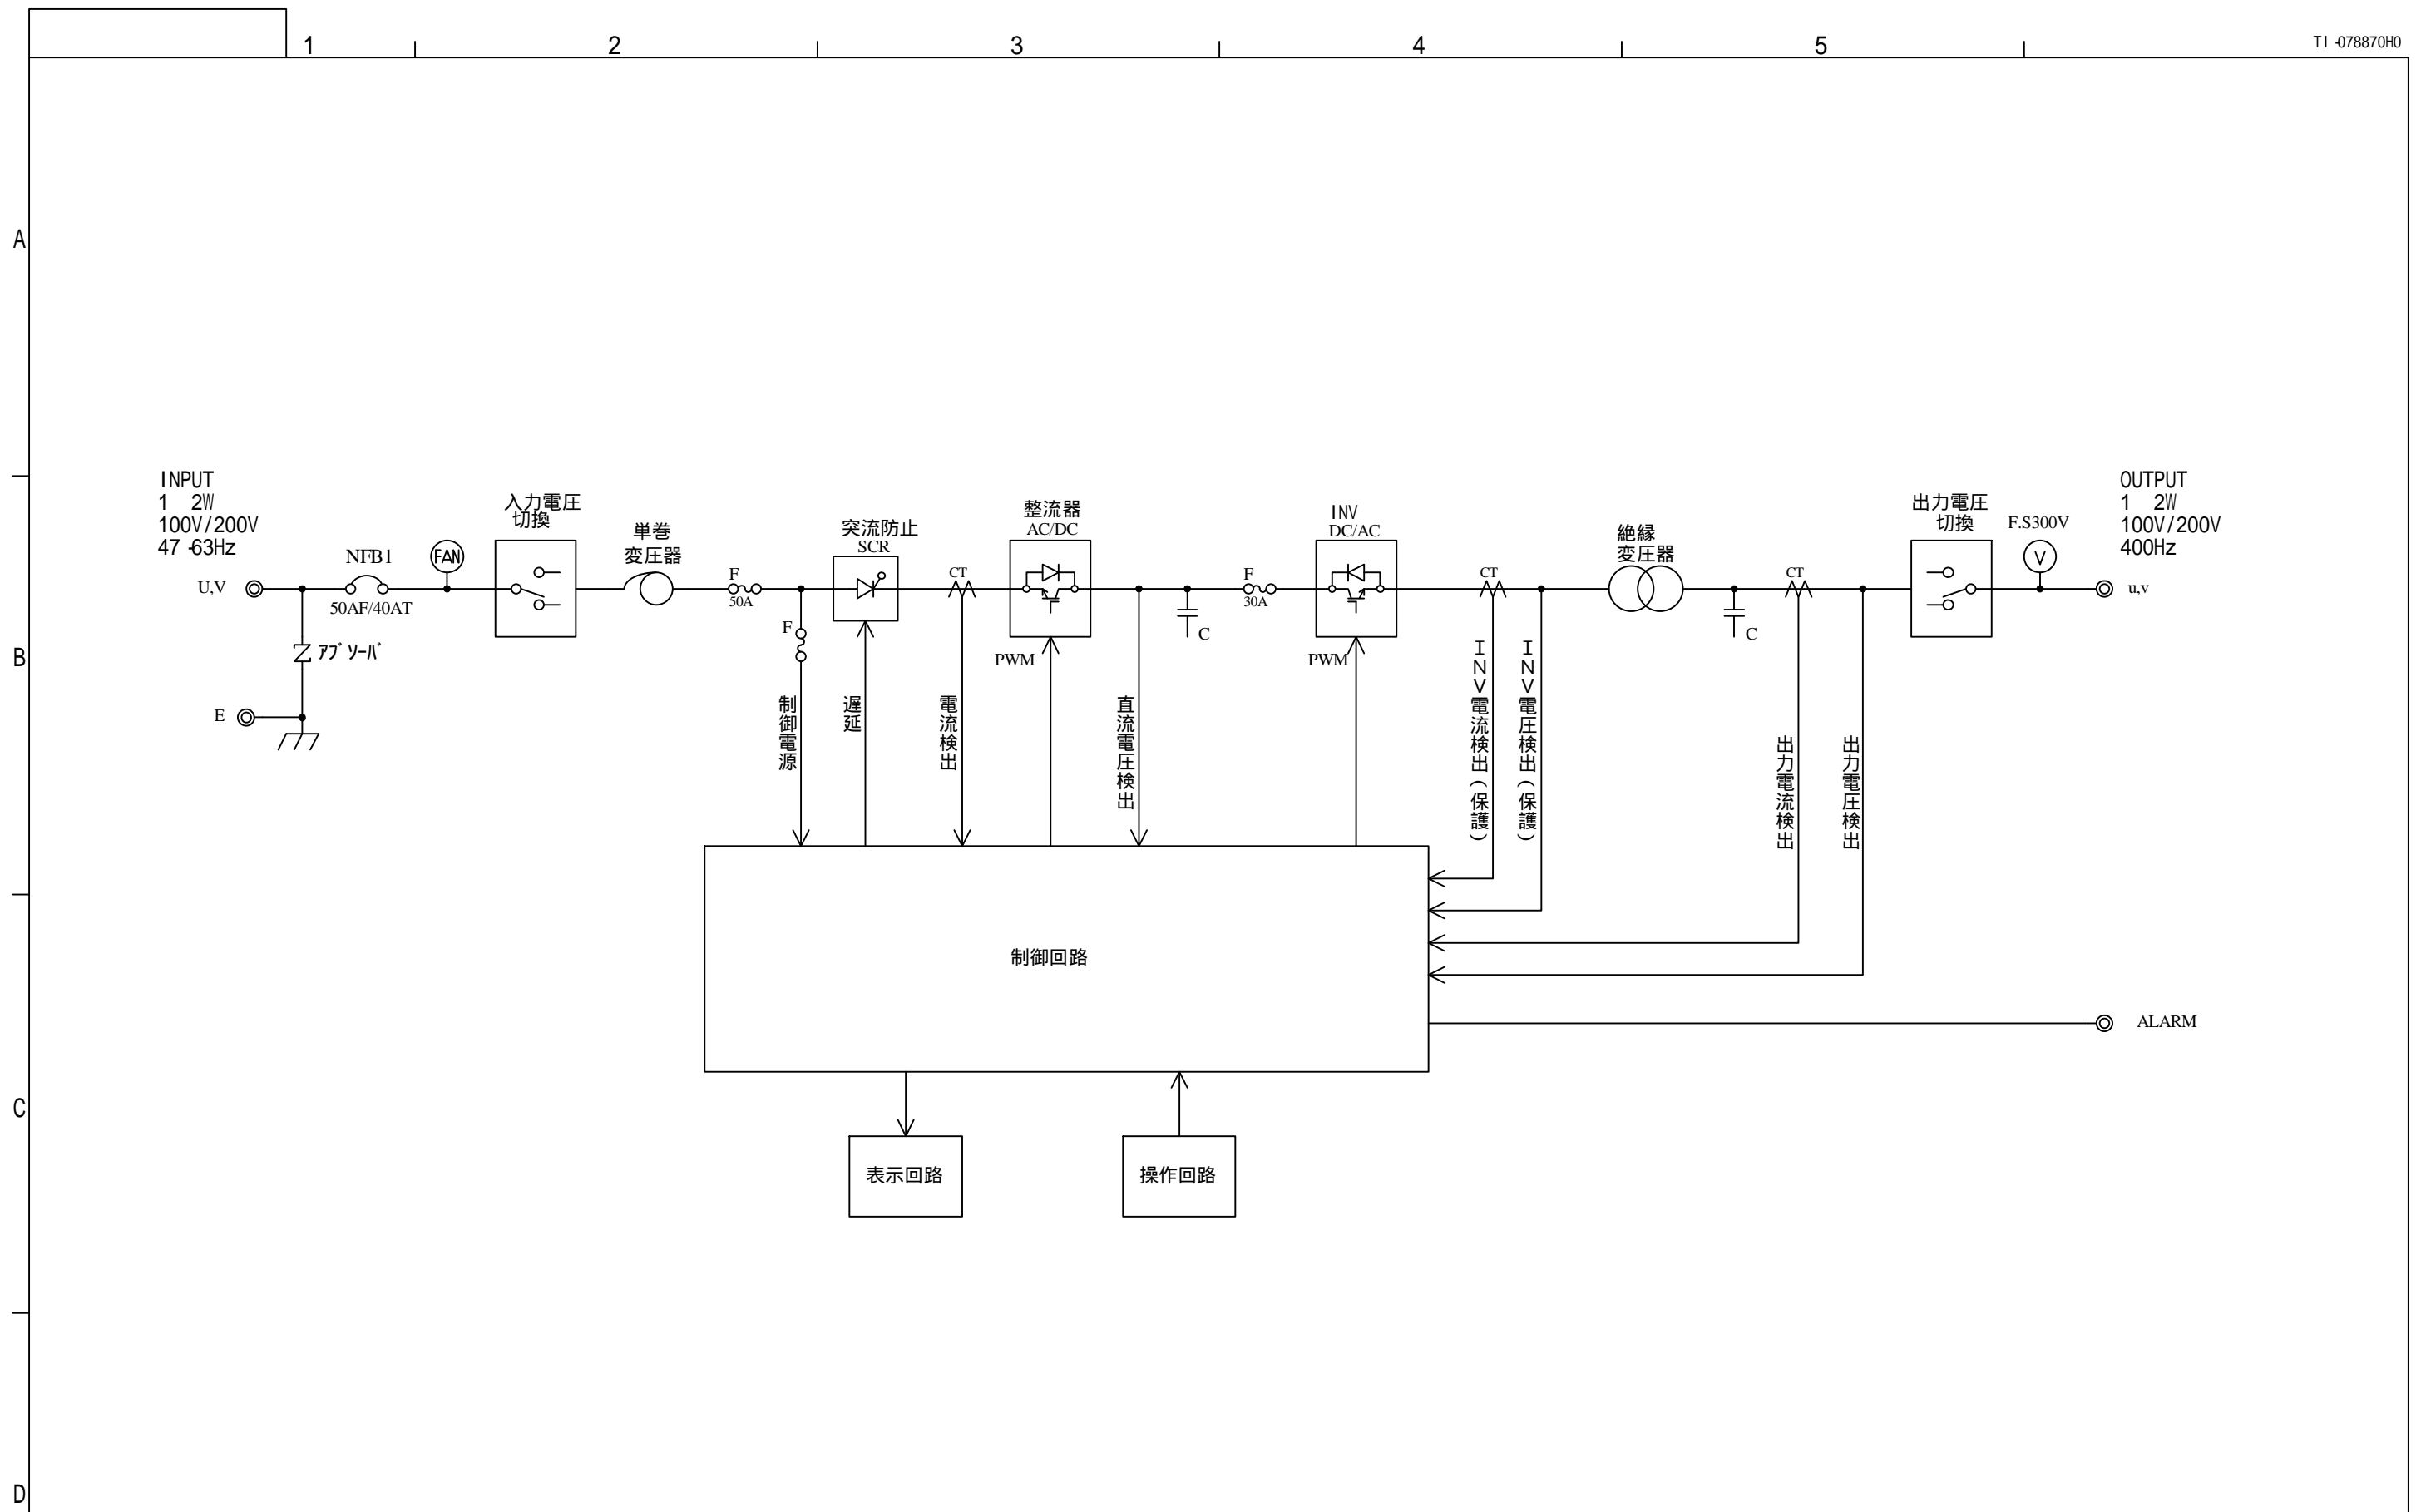 1
2
3
4
5
TI-078870H0
A
B
C
D
INPUT
1 2W
100V/200V
47-63Hz
U,V
E
NFB1
50AF/40AT
アブソーバ
FAN
入力電圧
切換
単巻
変圧器
F
50A
F
制御電源
突流防止
SCR
遅延
CT
電流検出
整流器
AC/DC
PWM
直流電圧検出
C
F
30A
INV
DC/AC
PWM
CT
INV電流検出(保護)
INV電圧検出(保護)
絶縁
変圧器
C
CT
出力電流検出
出力電圧検出
出力電圧
切換
F.S300V
V
OUTPUT
1 2W
100V/200V
400Hz
u,v
制御回路
ALARM
表示回路
操作回路